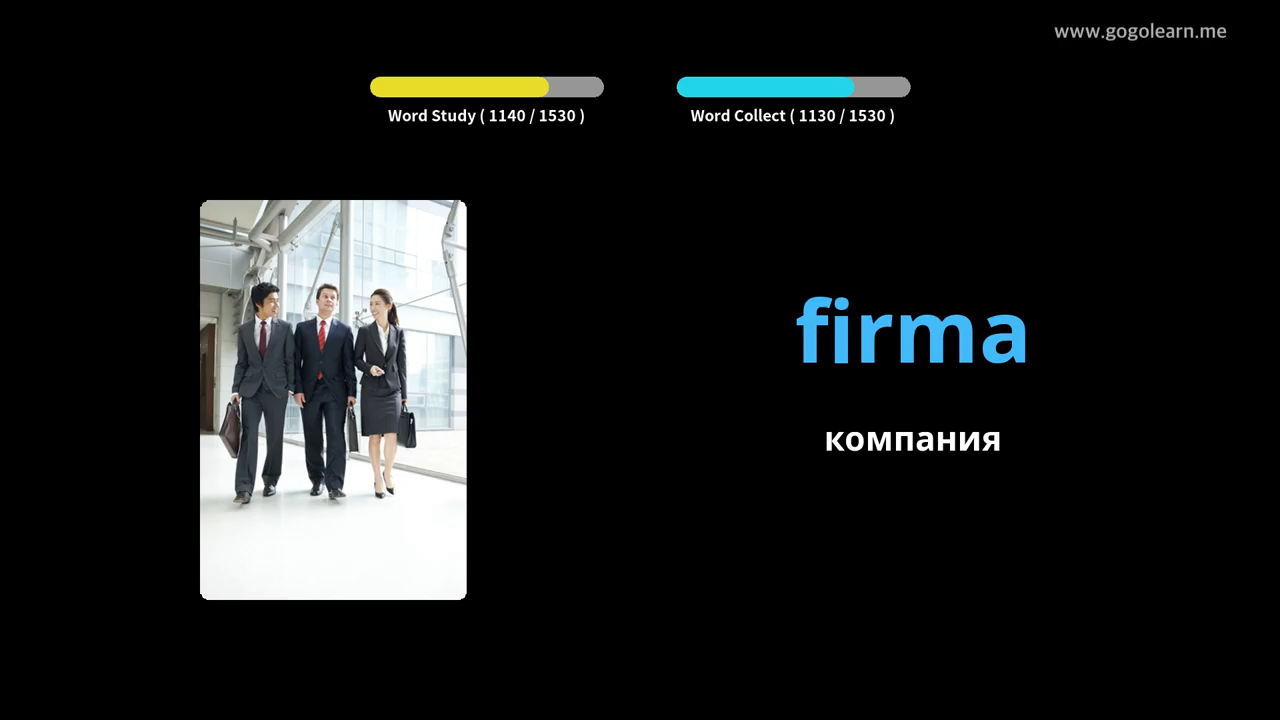 www.gogolearn.me
Word Study ( 1140 / 1530 )
Word Collect ( 1130 / 1530 )
firma
компания